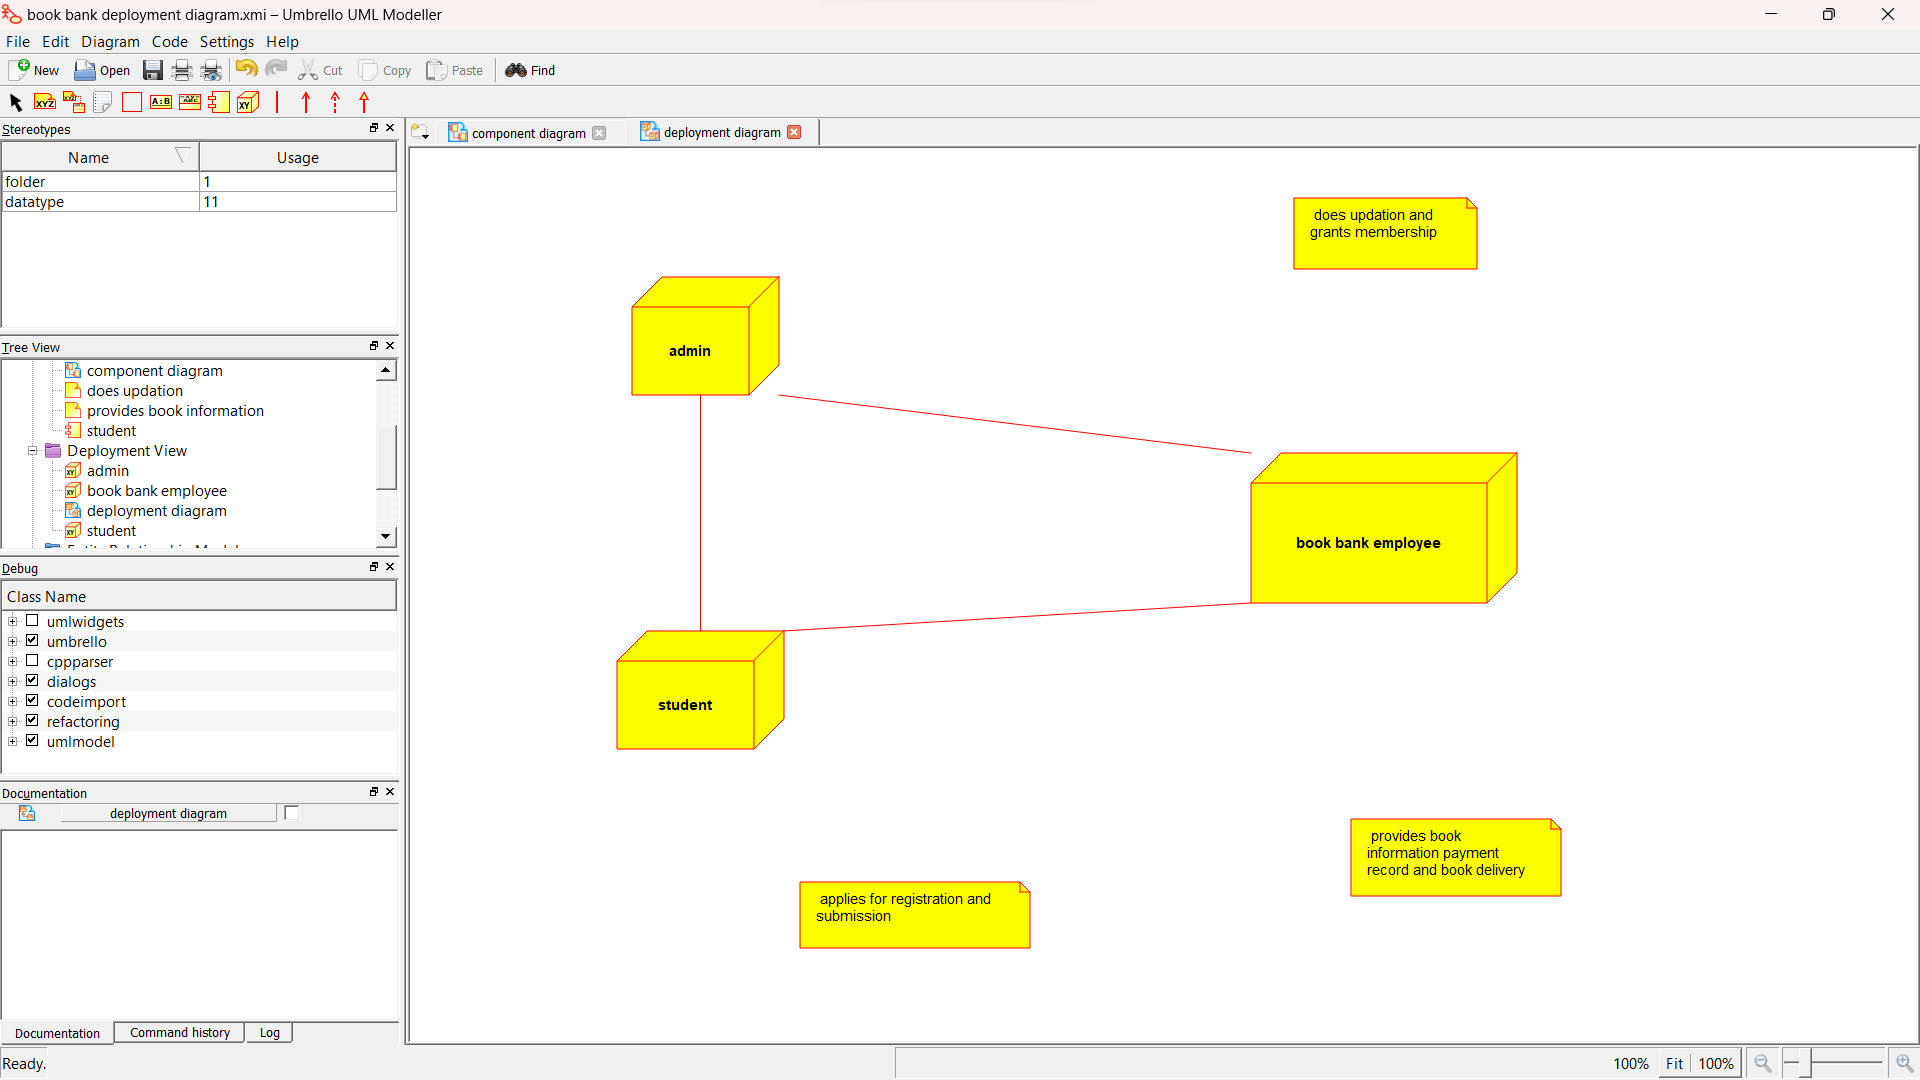 book bank deployment diagram.xmi – Umbrello UML Modeller
File Edit Diagram Code Settings Help
New Open Cut Copy Paste Find
XYZ A:B XY
Stereotypes
Name Usage
folder 1
datatype 11
Tree View
component diagram
does updation
provides book information
student
Deployment View
admin
book bank employee
deployment diagram
student
Debug
Class Name
umlwidgets
umbrello
cppparser
dialogs
codeimport
refactoring
umlmodel
Documentation
deployment diagram
Documentation Command history Log
Ready.
component diagram deployment diagram
does updation and
grants membership
admin
book bank employee
student
provides book
information payment
record and book delivery
applies for registration and
submission
100% Fit 100%